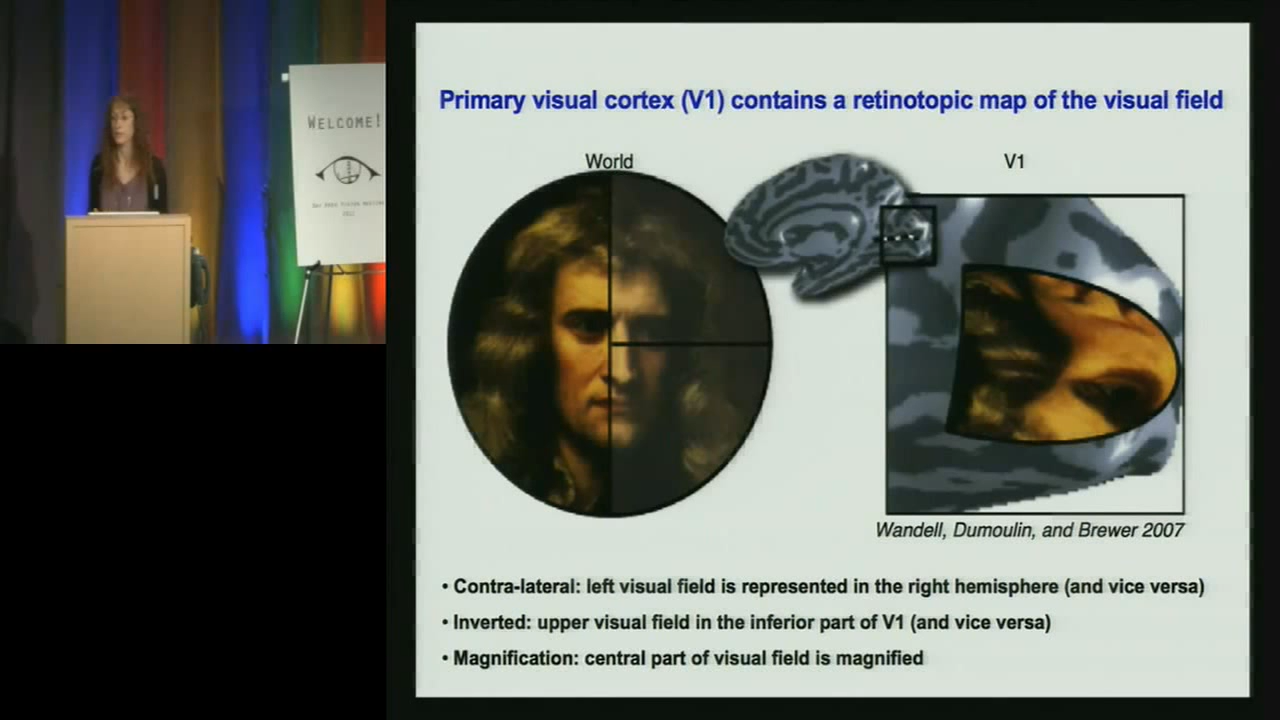 WELCOME!
Primary visual cortex (V1) contains a retinotopic map of the visual field
World
V1
Wandell, Dumoulin, and Brewer 2007
• Contra-lateral: left visual field is represented in the right hemisphere (and vice versa)
• Inverted: upper visual field in the inferior part of V1 (and vice versa)
• Magnification: central part of visual field is magnified